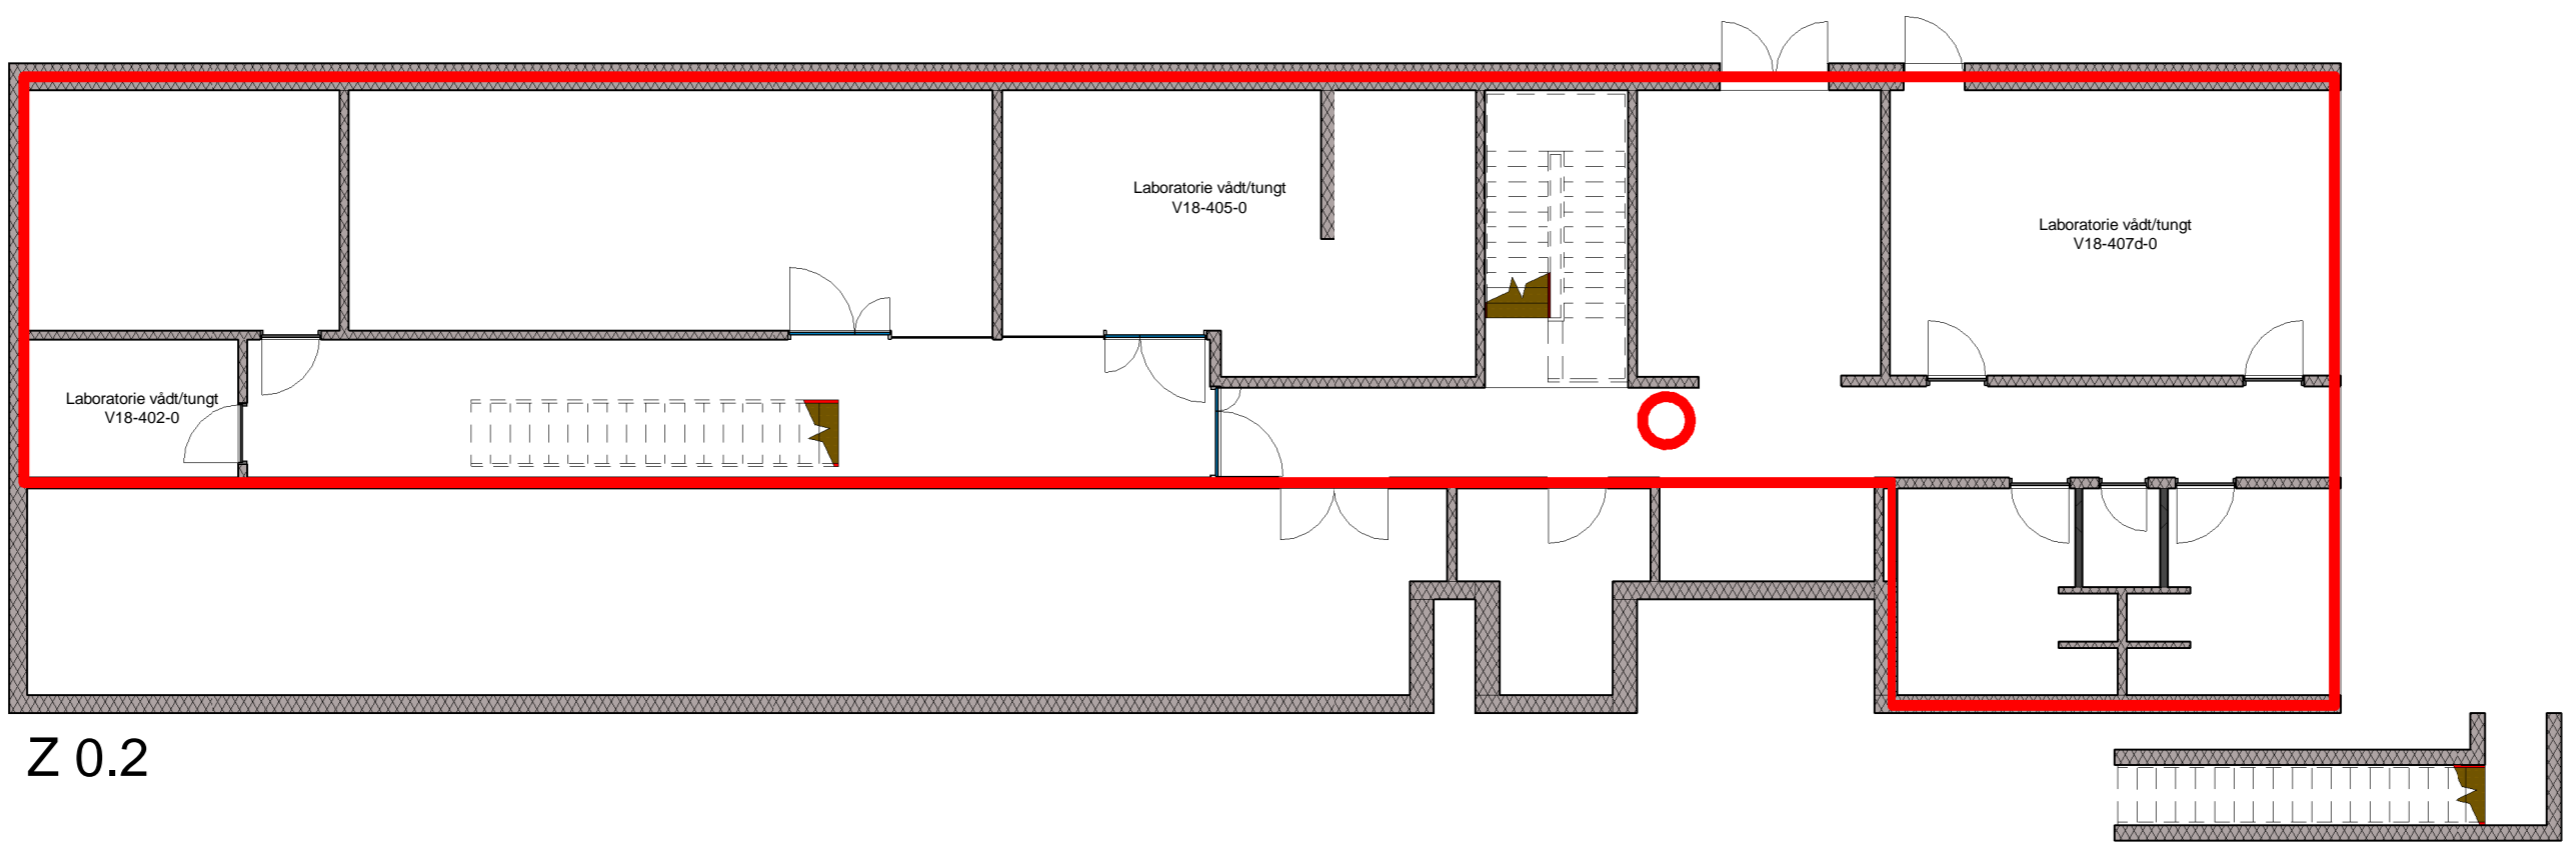 Laboratorie vådt/tungt
V18-405-0
Laboratorie vådt/tungt
V18-407d-0
Laboratorie vådt/tungt
V18-402-0
Z 0.2